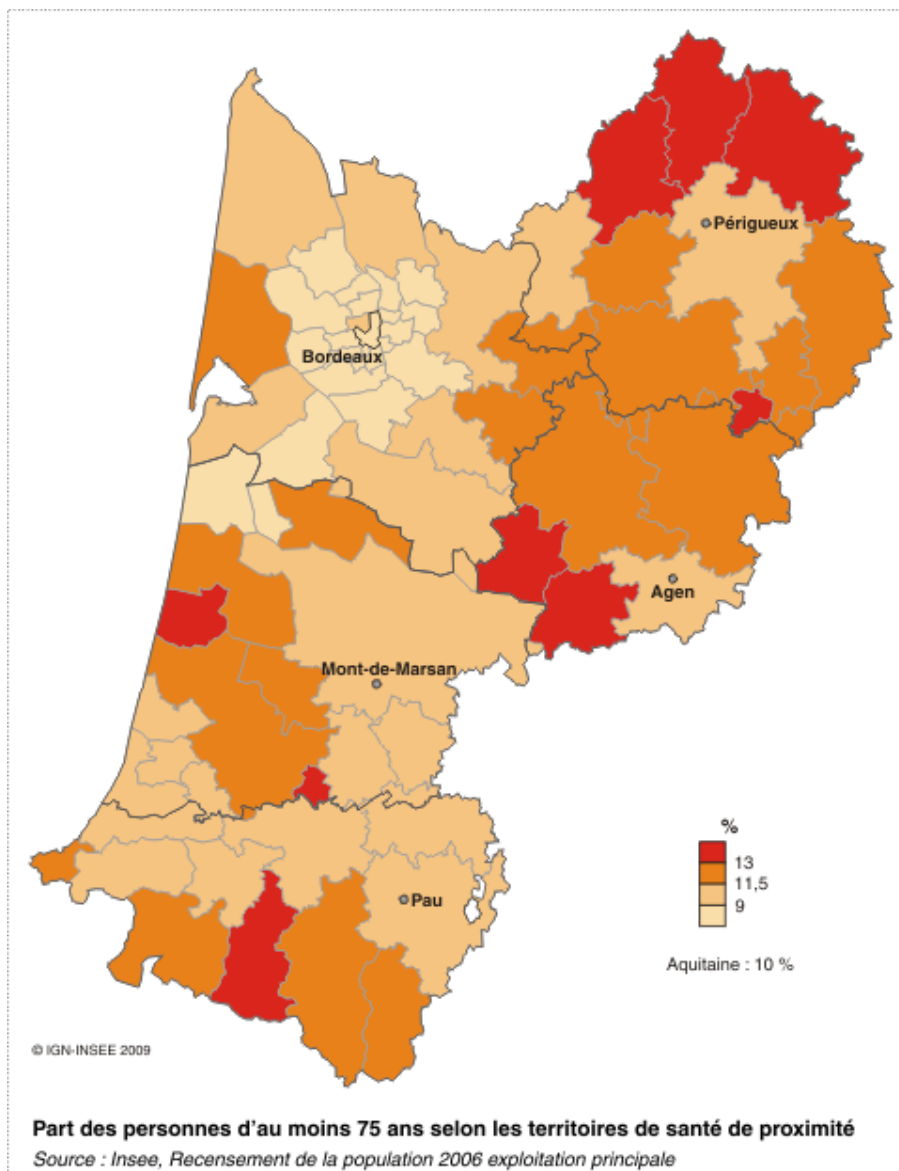 Périgueux
Bordeaux
Agen
Mont-de-Marsan
%
13
11,5
9
Pau
Aquitaine : 10 %
© IGN-INSEE 2009
Part des personnes d'au moins 75 ans selon les territoires de santé de proximité
Source : Insee, Recensement de la population 2006 exploitation principale